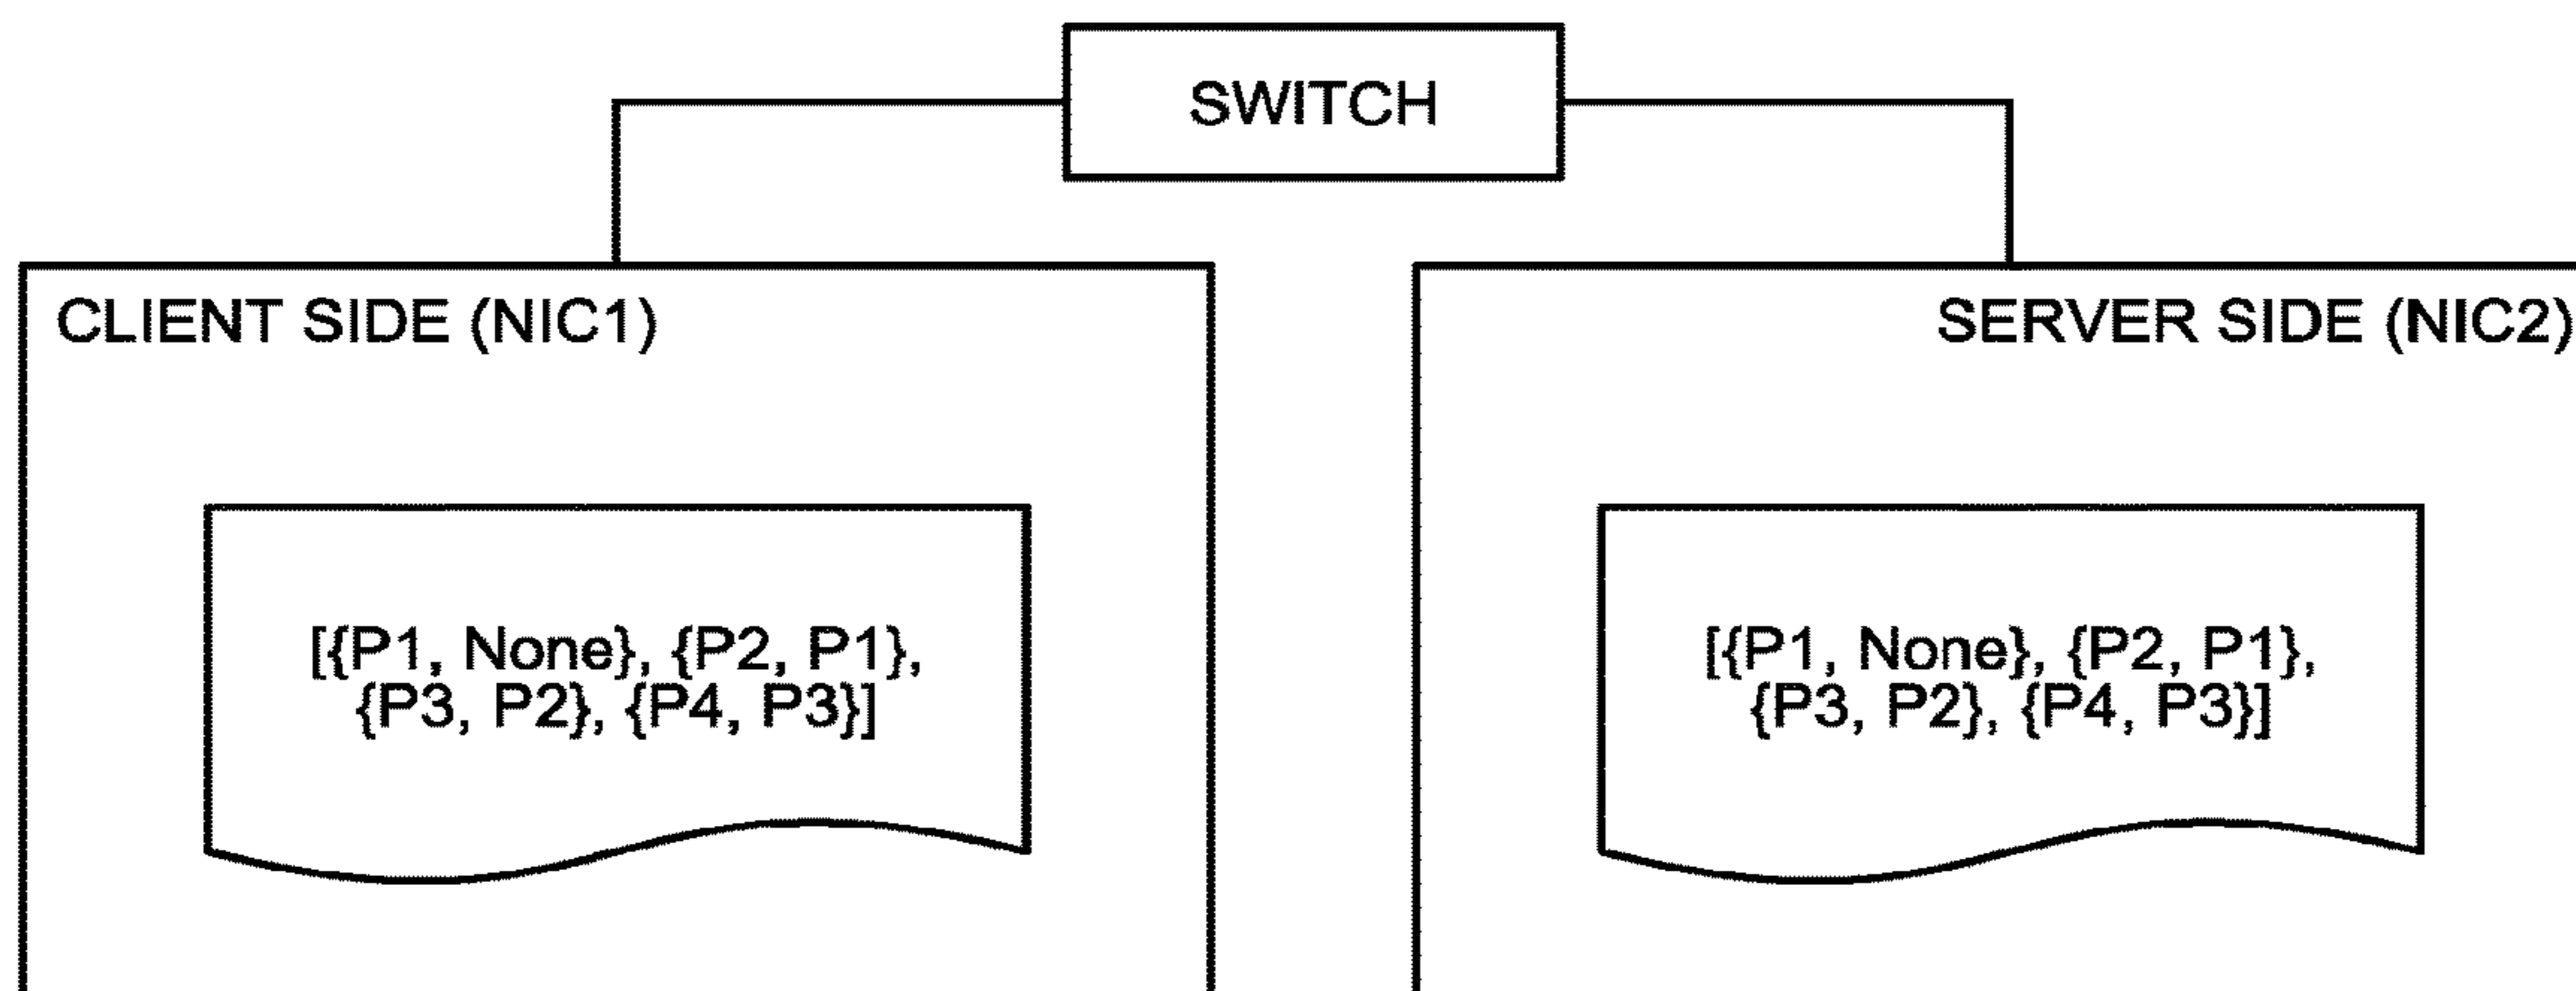 SWITCH
CLIENT SIDE (NIC1)
SERVER SIDE (NIC2)
[{P1, None}, {P2, P1},
{P3, P2}, {P4, P3}]
[{P1, None}, {P2, P1},
{P3, P2}, {P4, P3}]